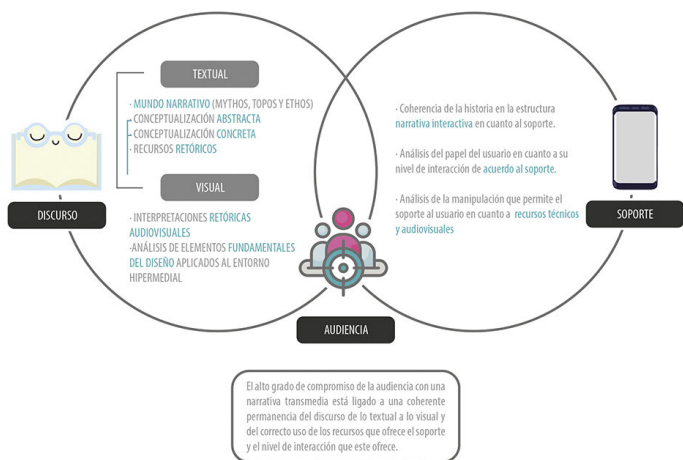 TEXTUAL
· MUNDO NARRATIVO (MYTHOS, TOPOS Y ETHOS)
· CONCEPTUALIZACIÓN ABSTRACTA
· CONCEPTUALIZACIÓN CONCRETA
· RECURSOS RETÓRICOS
VISUAL
· INTERPRETACIONES RETÓRICAS
AUDIOVISUALES
·ANÁLISIS DE ELEMENTOS FUNDAMENTALES
DEL DISEÑO APLICADOS AL ENTORNO
HIPERMEDIAL
DISCURSO
· Coherencia de la historia en la estructura
narrativa interactiva en cuanto al soporte.
· Análisis del papel del usuario en cuanto a su
nivel de interacción de acuerdo al soporte.
· Análisis de la manipulación que permite el
soporte al usuario en cuanto a recursos técnicos
y audiovisuales
SOPORTE
AUDIENCIA
El alto grado de compromiso de la audiencia con una
narrativa transmedia está ligado a una coherente
permanencia del discurso de lo textual a lo visual y
del correcto uso de los recursos que ofrece el soporte
y el nivel de interacción que este ofrece.